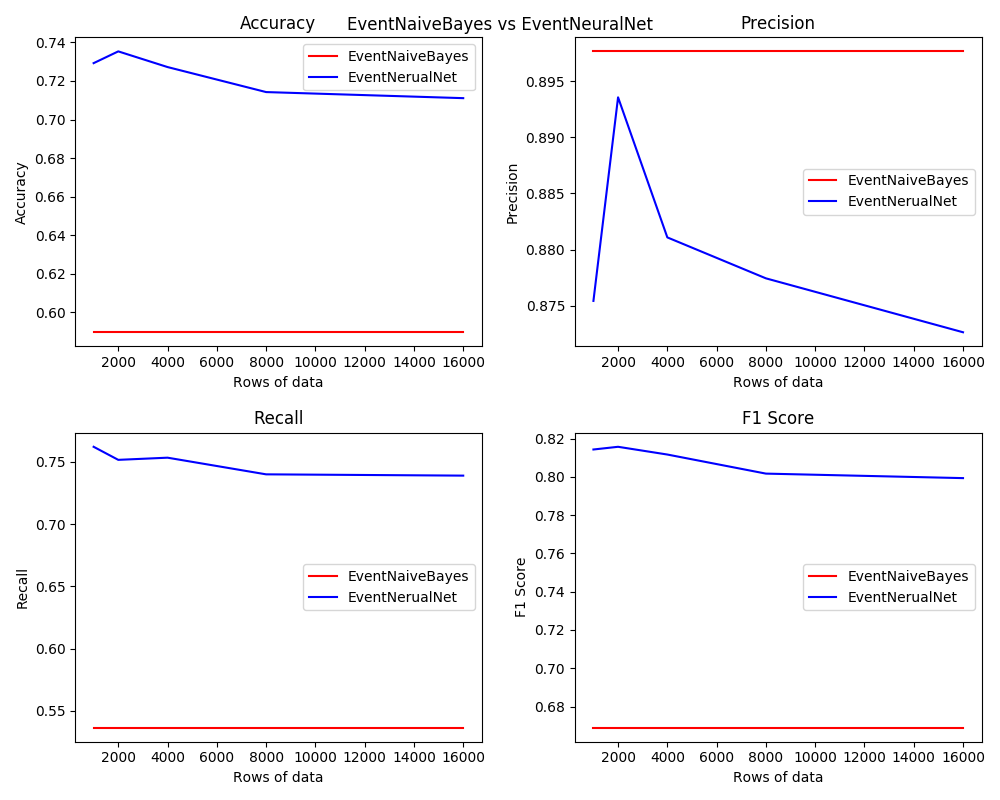 EventNaiveBayes vs EventNeuralNet
Accuracy
0.74
0.72
0.70
0.68
0.66
0.64
0.62
0.60
Accuracy
EventNaiveBayes
EventNerualNet
2000 4000 6000 8000 10000 12000 14000 16000
Rows of data
Precision
0.895
0.890
0.885
0.880
0.875
Precision
EventNaiveBayes
EventNerualNet
2000 4000 6000 8000 10000 12000 14000 16000
Rows of data
Recall
0.75
0.70
0.65
0.60
0.55
Recall
EventNaiveBayes
EventNerualNet
2000 4000 6000 8000 10000 12000 14000 16000
Rows of data
F1 Score
0.82
0.80
0.78
0.76
0.74
0.72
0.70
0.68
F1 Score
EventNaiveBayes
EventNerualNet
2000 4000 6000 8000 10000 12000 14000 16000
Rows of data